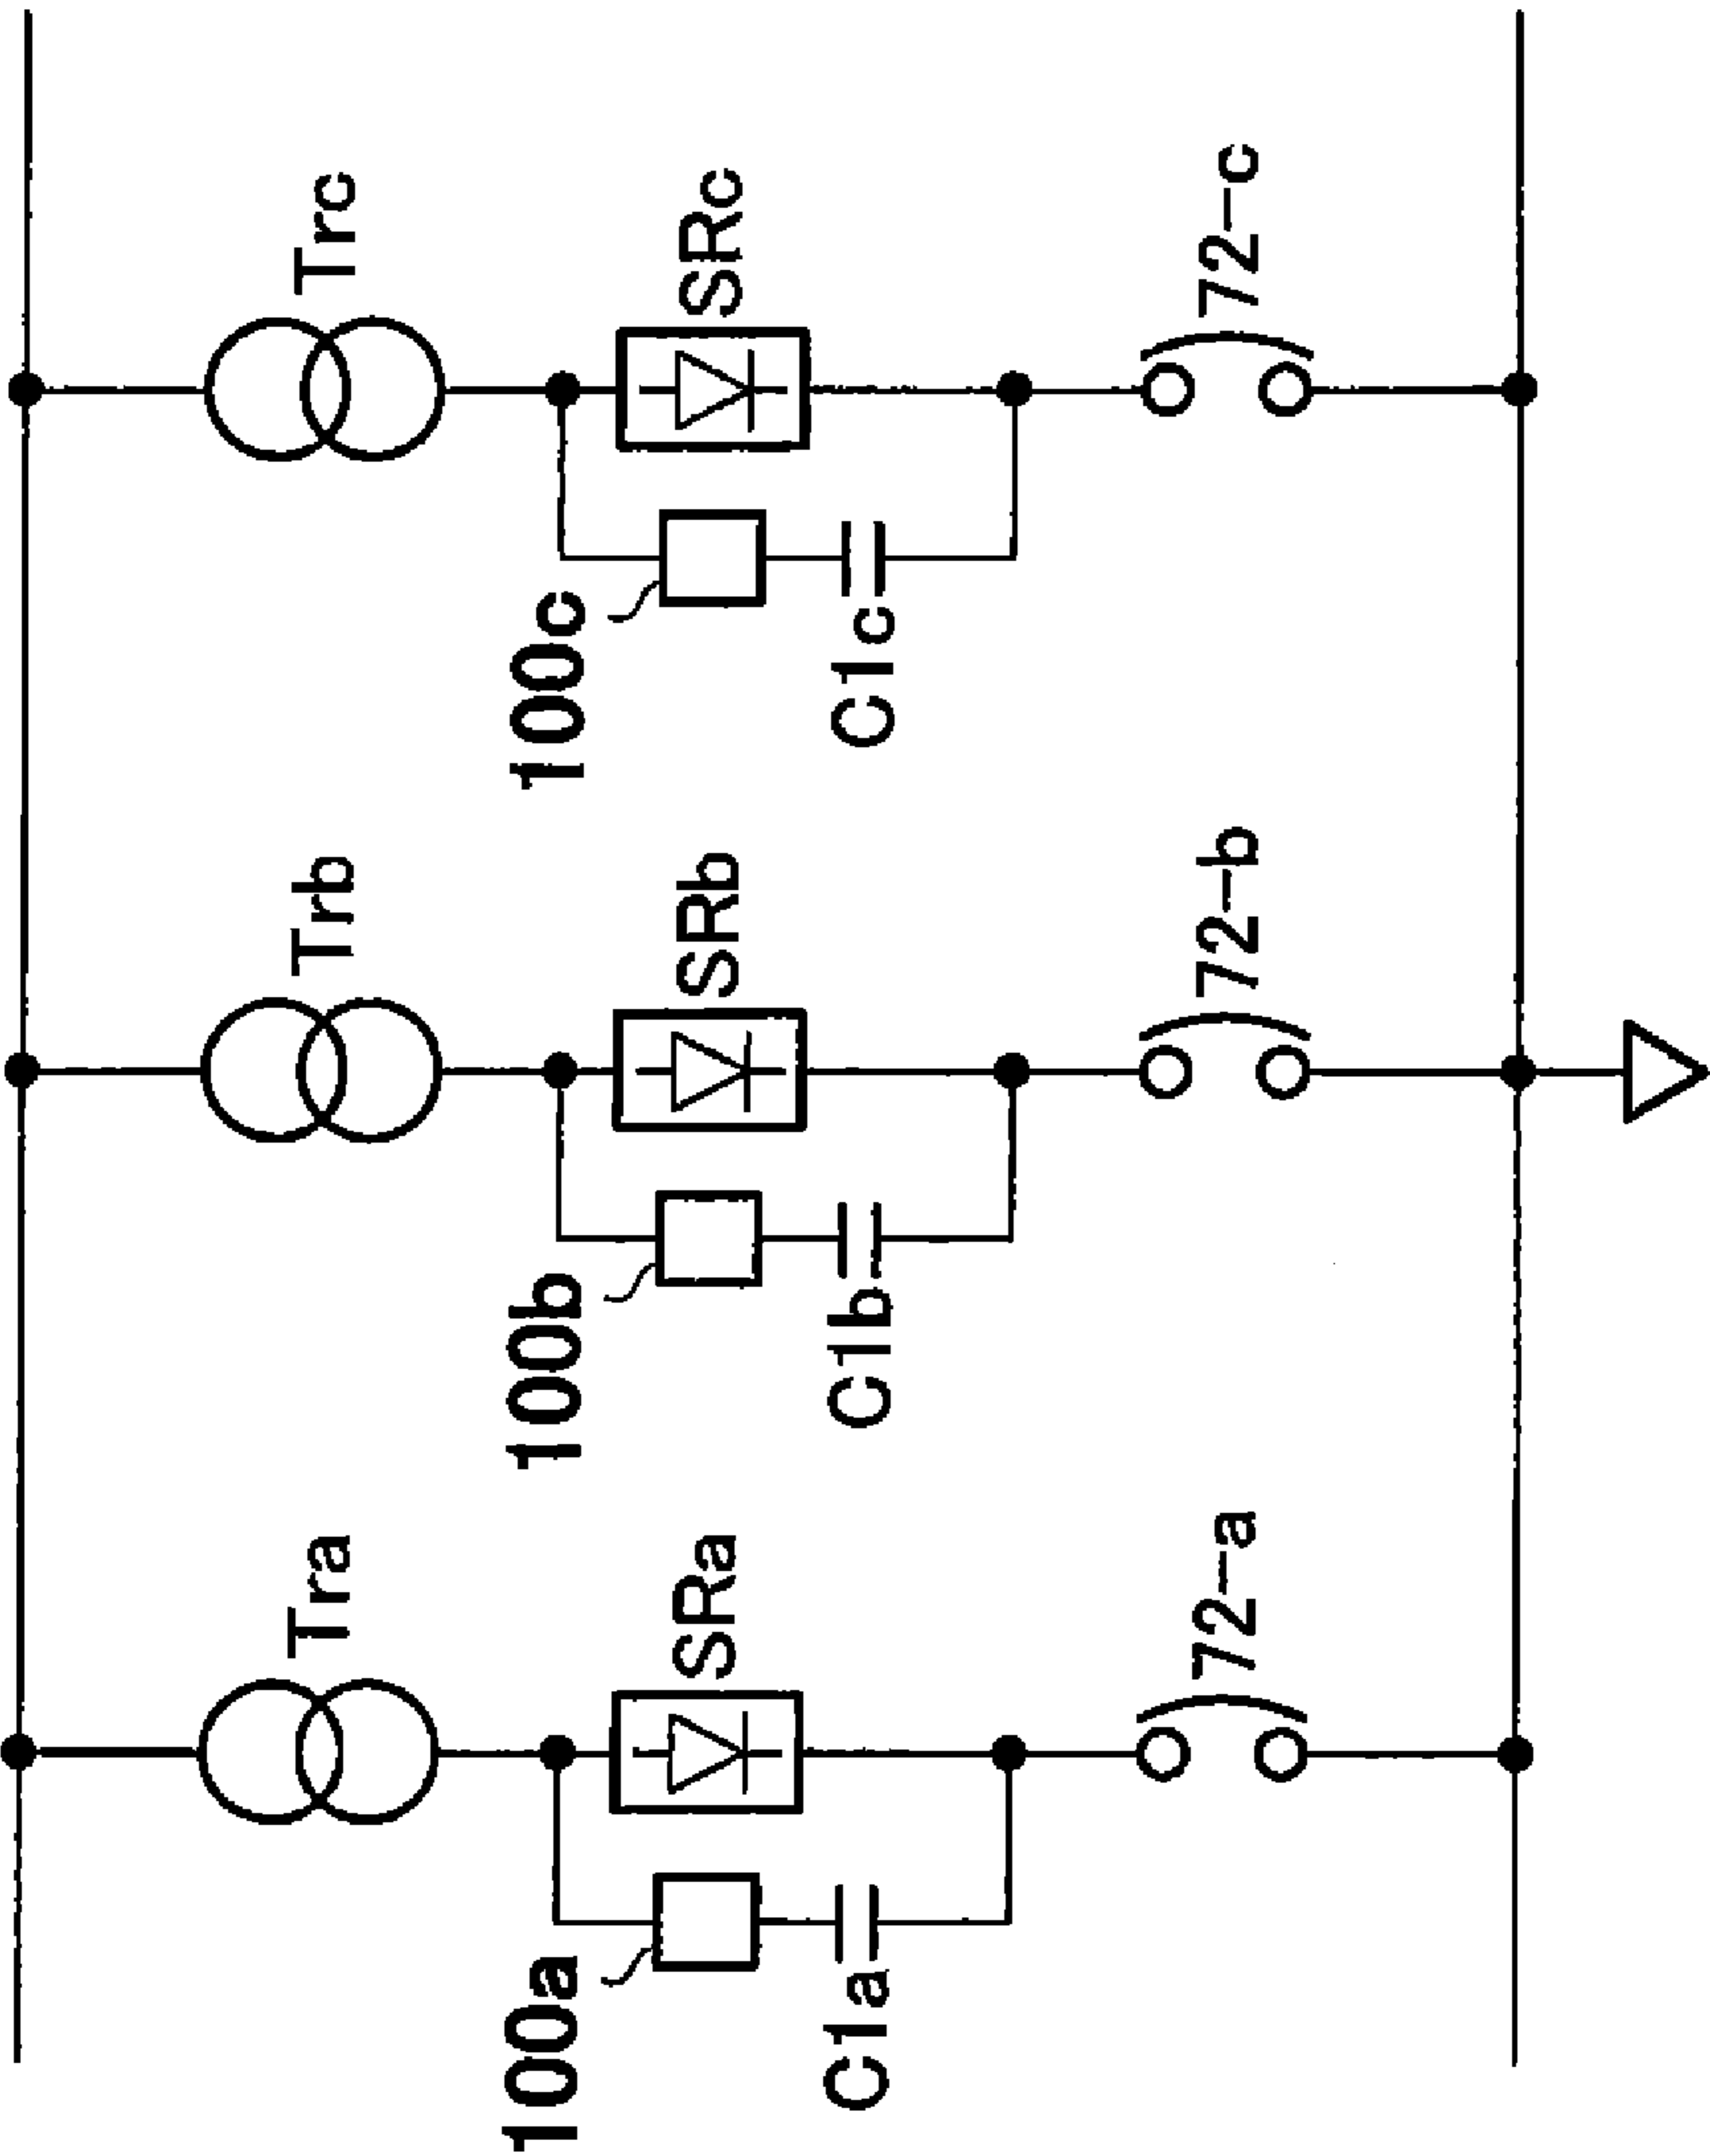 Tra
Trb
Trc
100a
SRa
100b
SRb
100c
SRc
C1a
C1b
C1c
72-a
72-b
72-c